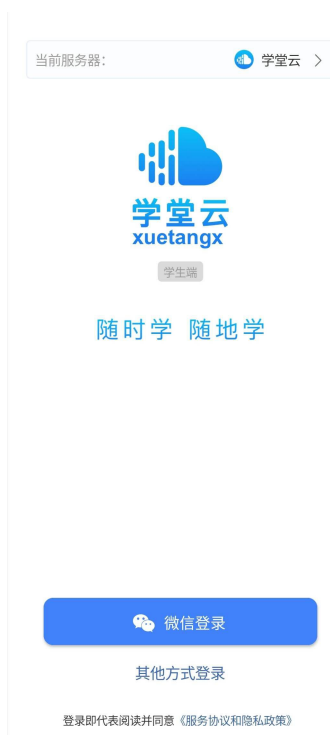 当前服务器： 学堂云
学堂云
xuetangx
学生端
随时学 随地学
微信登录
其他方式登录
登录即代表阅读并同意《服务协议和隐私政策》